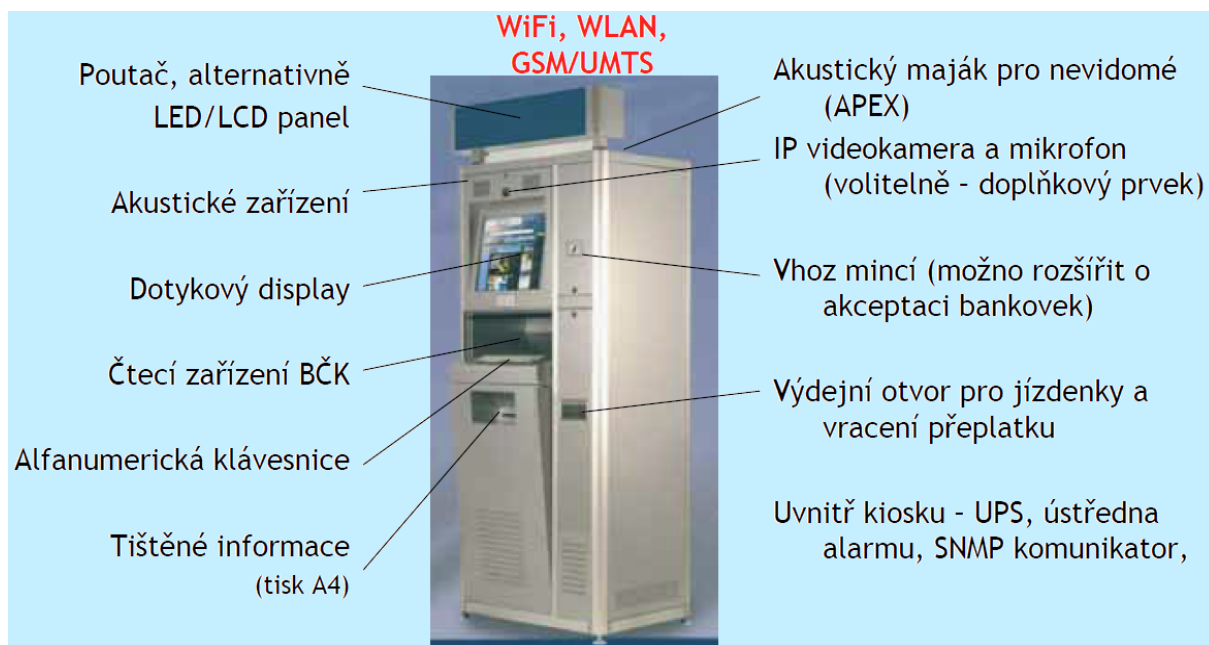 WiFi, WLAN,
GSM/UMTS
Poutač, alternativně
LED/LCD panel
Akustické zařízení
Dotykový display
Čtecí zařízení BČK
Alfanumerická klávesnice
Tištěné informace
(tisk A4)
Akustický maják pro nevidomé
(APEX)
IP videokamera a mikrofon
(volitelně – doplňkový prvek)
Vhoz mincí (možno rozšířit o
akceptaci bankovek)
Výdejní otvor pro jízdenky a
vracení přeplatku
Uvnitř kiosku – UPS, ústředna
alarmu, SNMP komunikator,